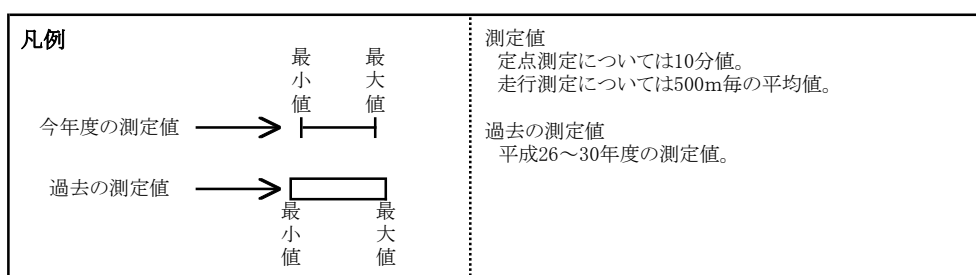 凡例
最小値
最大値
今年度の測定値
過去の測定値
最小値
最大値
測定値
定点測定については10分値。
走行測定については500m毎の平均値。
過去の測定値
平成26～30年度の測定値。